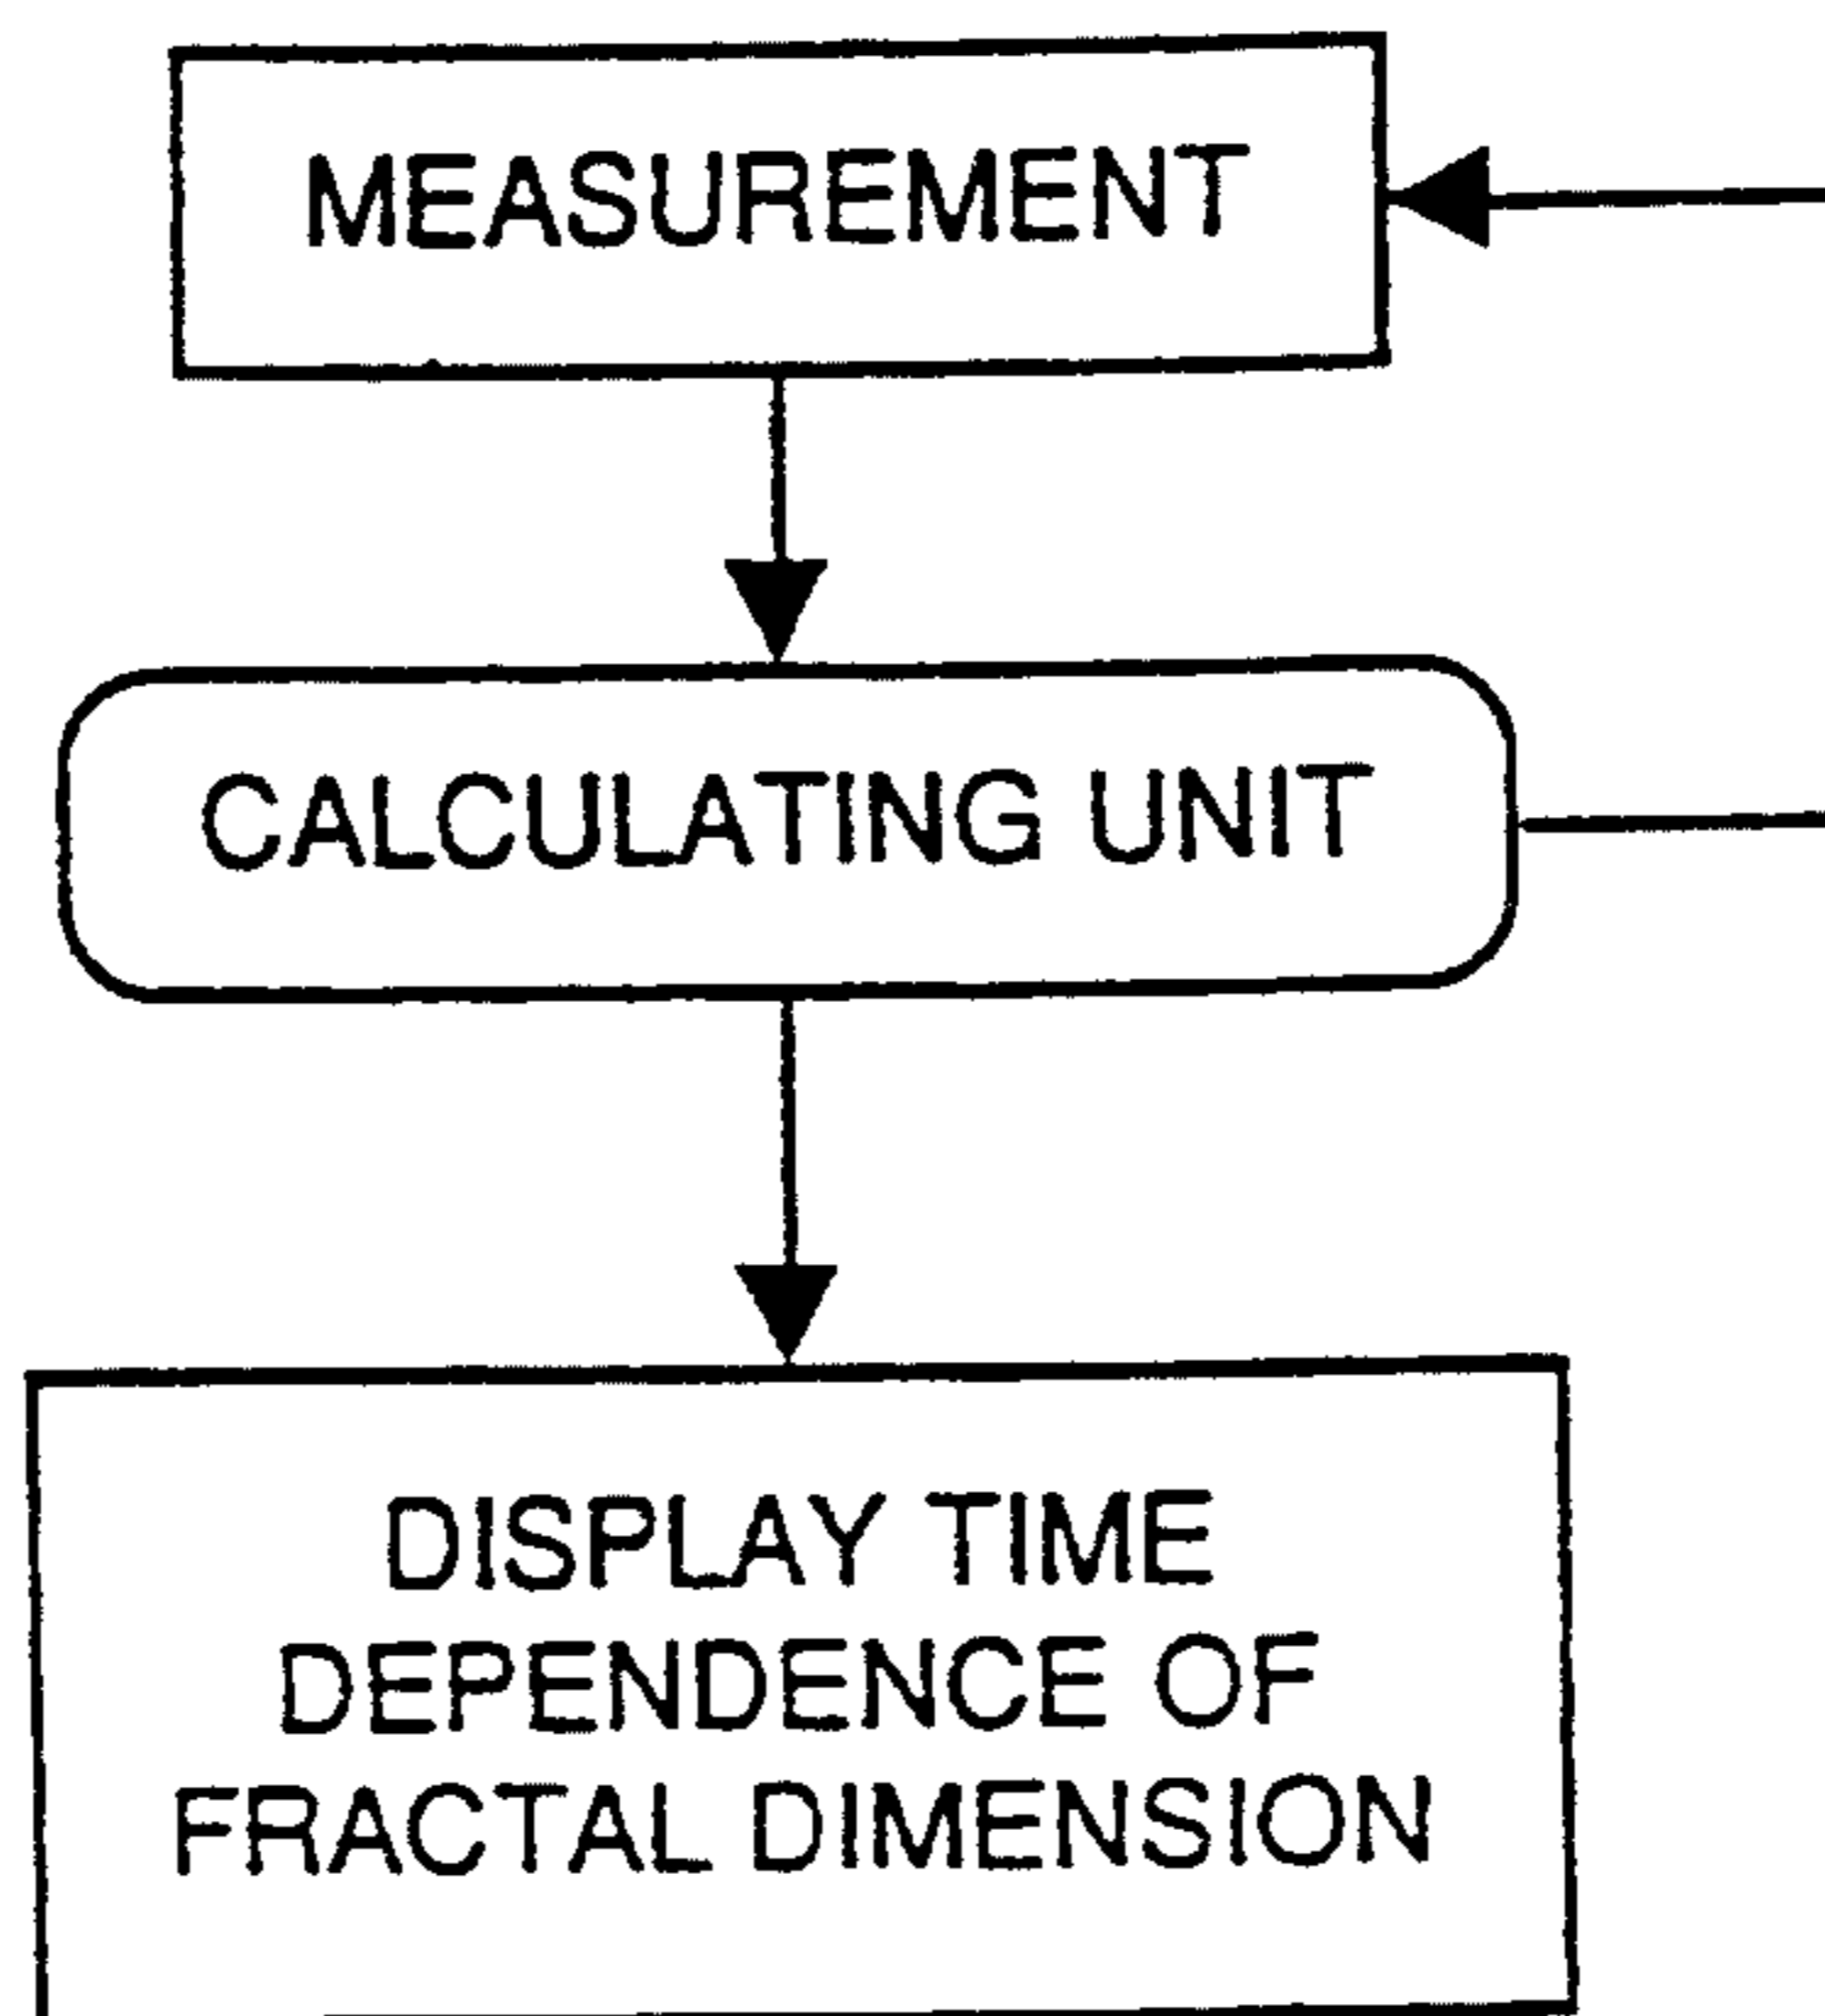 MEASUREMENT
CALCULATING UNIT
DISPLAY TIME
DEPENDENCE OF
FRACTAL DIMENSION